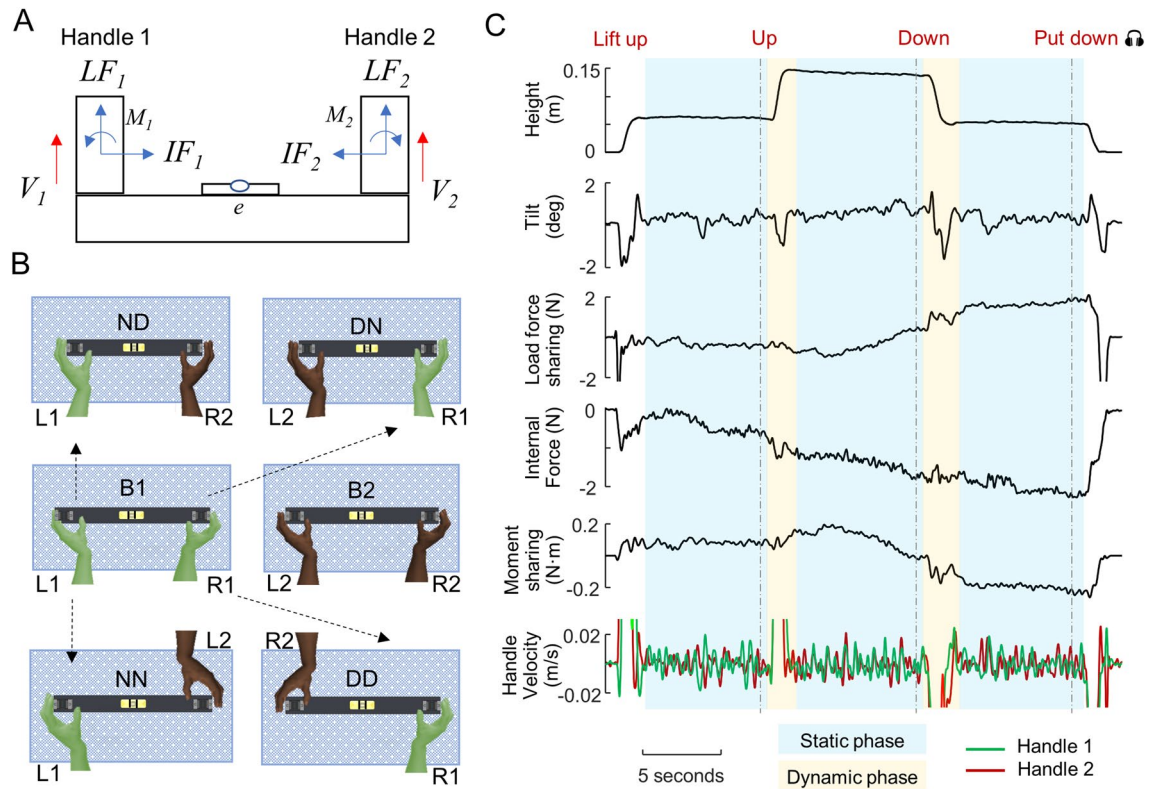 A
Handle 1
Handle 2
LF1
LF2
M1
M2
IF1
IF2
V1
V2
e
B
ND
DN
L1
R2
L2
R1
B1
B2
L1
R1
L2
R2
L2
R2
NN
DD
L1
R1
C
Lift up
Up
Down
Put down
0.15
Height
(m)
0
2
Tilt
(deg)
-2
2
Load force
sharing (N)
-2
0
Internal
Force (N)
-2
0.2
Moment
sharing
(N·m)
-0.2
0.02
Handle
Velocity
(m/s)
-0.02
5 seconds
Static phase
Dynamic phase
Handle 1
Handle 2